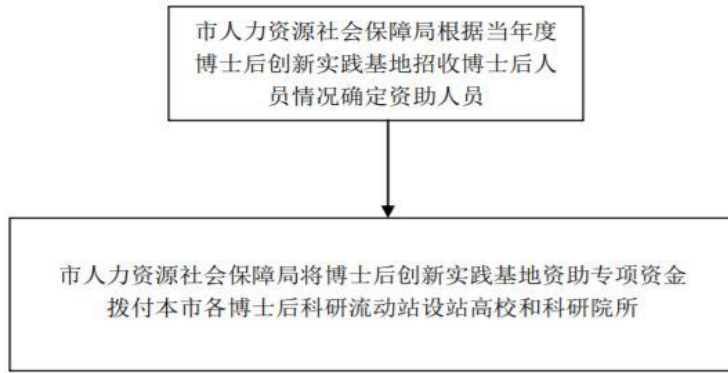 市人力资源社会保障局根据当年度
博士后创新实践基地招收博士后人
员情况确定资助人员
市人力资源社会保障局将博士后创新实践基地资助专项资金
拨付本市各博士后科研流动站设站高校和科研院所